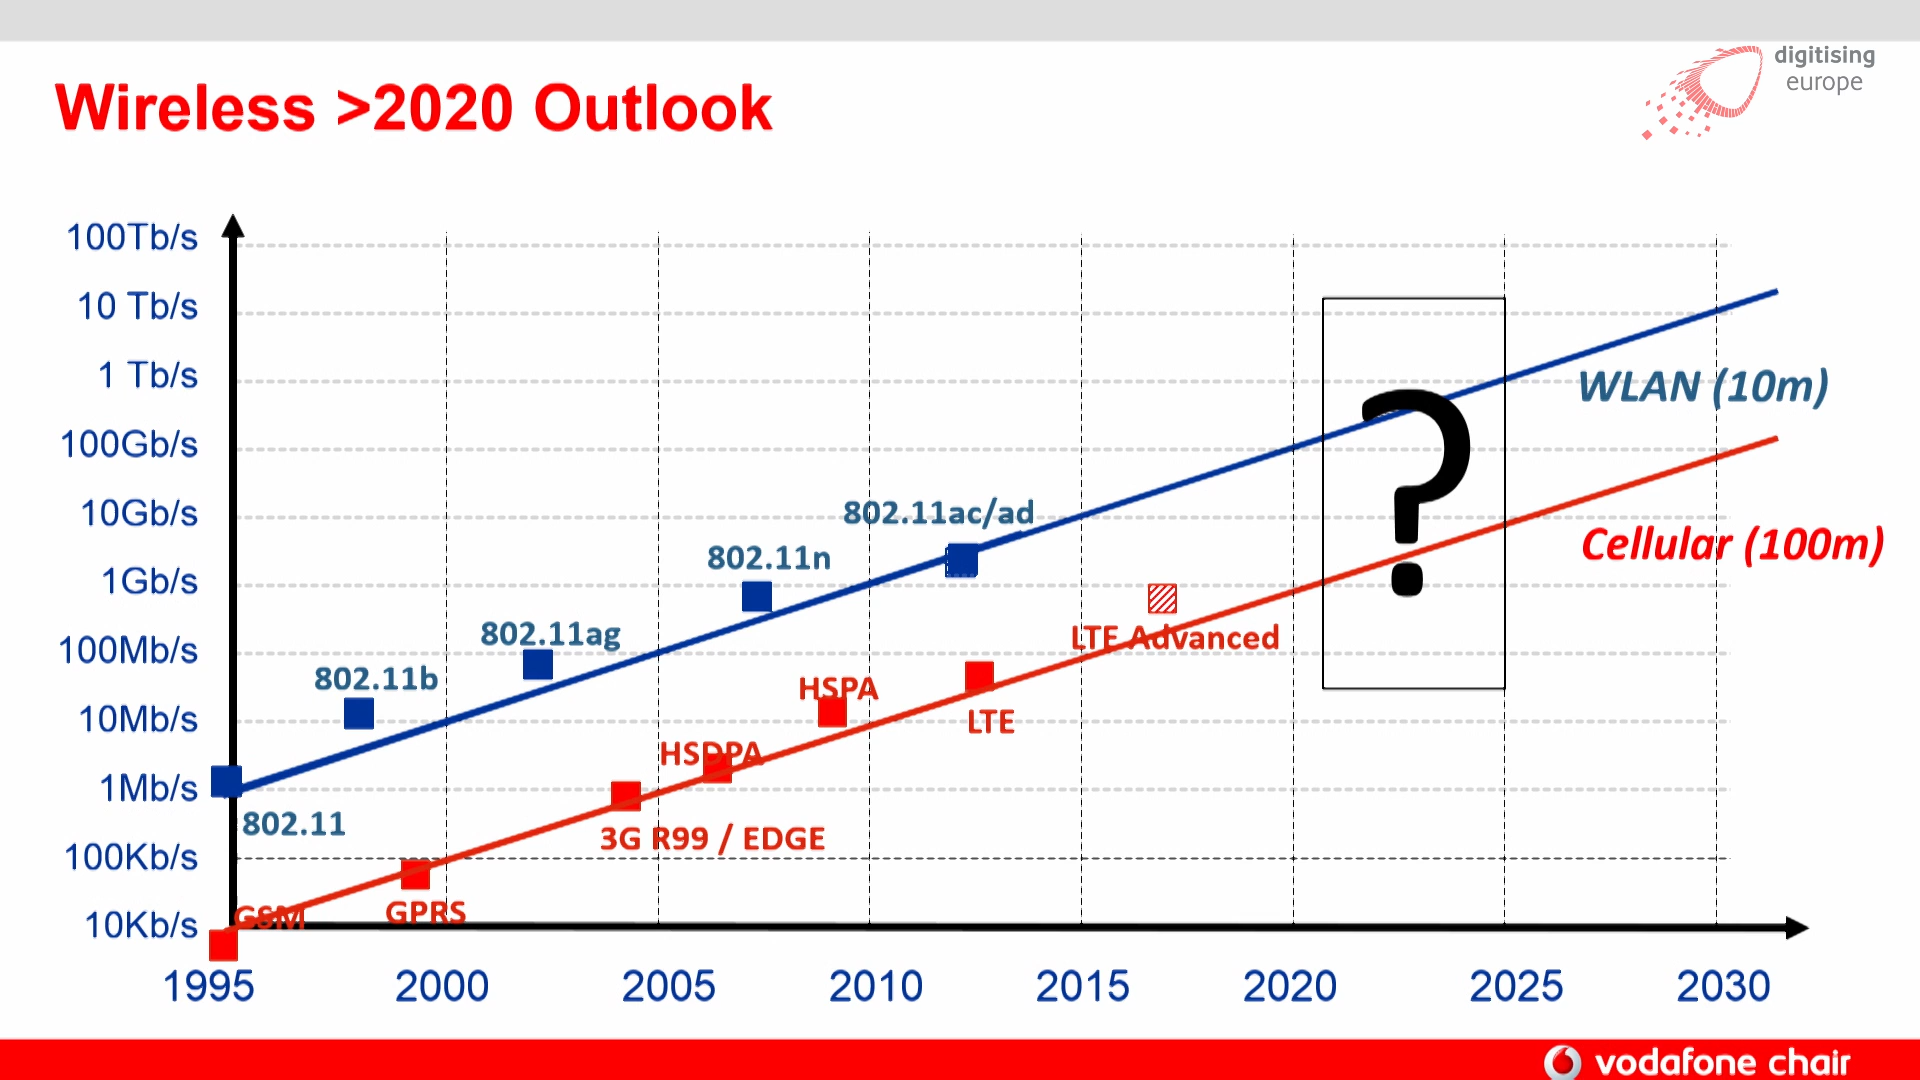 digitising
europe
Wireless >2020 Outlook
100Tb/s
10 Tb/s
1 Tb/s
100Gb/s
10Gb/s
1Gb/s
100Mb/s
10Mb/s
1Mb/s
100Kb/s
10Kb/s
WLAN (10m)
?
802.11ac/ad
Cellular (100m)
802.11n
802.11ag
LTE Advanced
802.11b
HSPA
LTE
HSDPA
802.11
3G R99 / EDGE
GPRS
GSM
1995 2000 2005 2010 2015 2020 2025 2030
vodafone chair